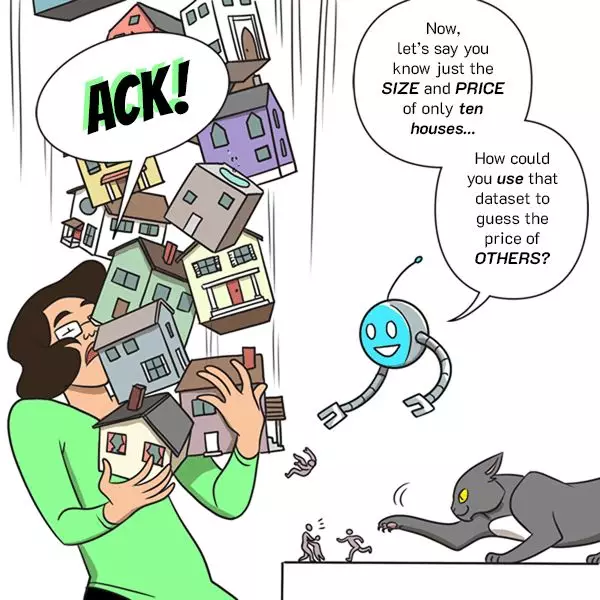 ACK!
Now,
let's say you
know just the
SIZE and PRICE
of only ten
houses...
How could
you use that
dataset to
guess the
price of
OTHERS?